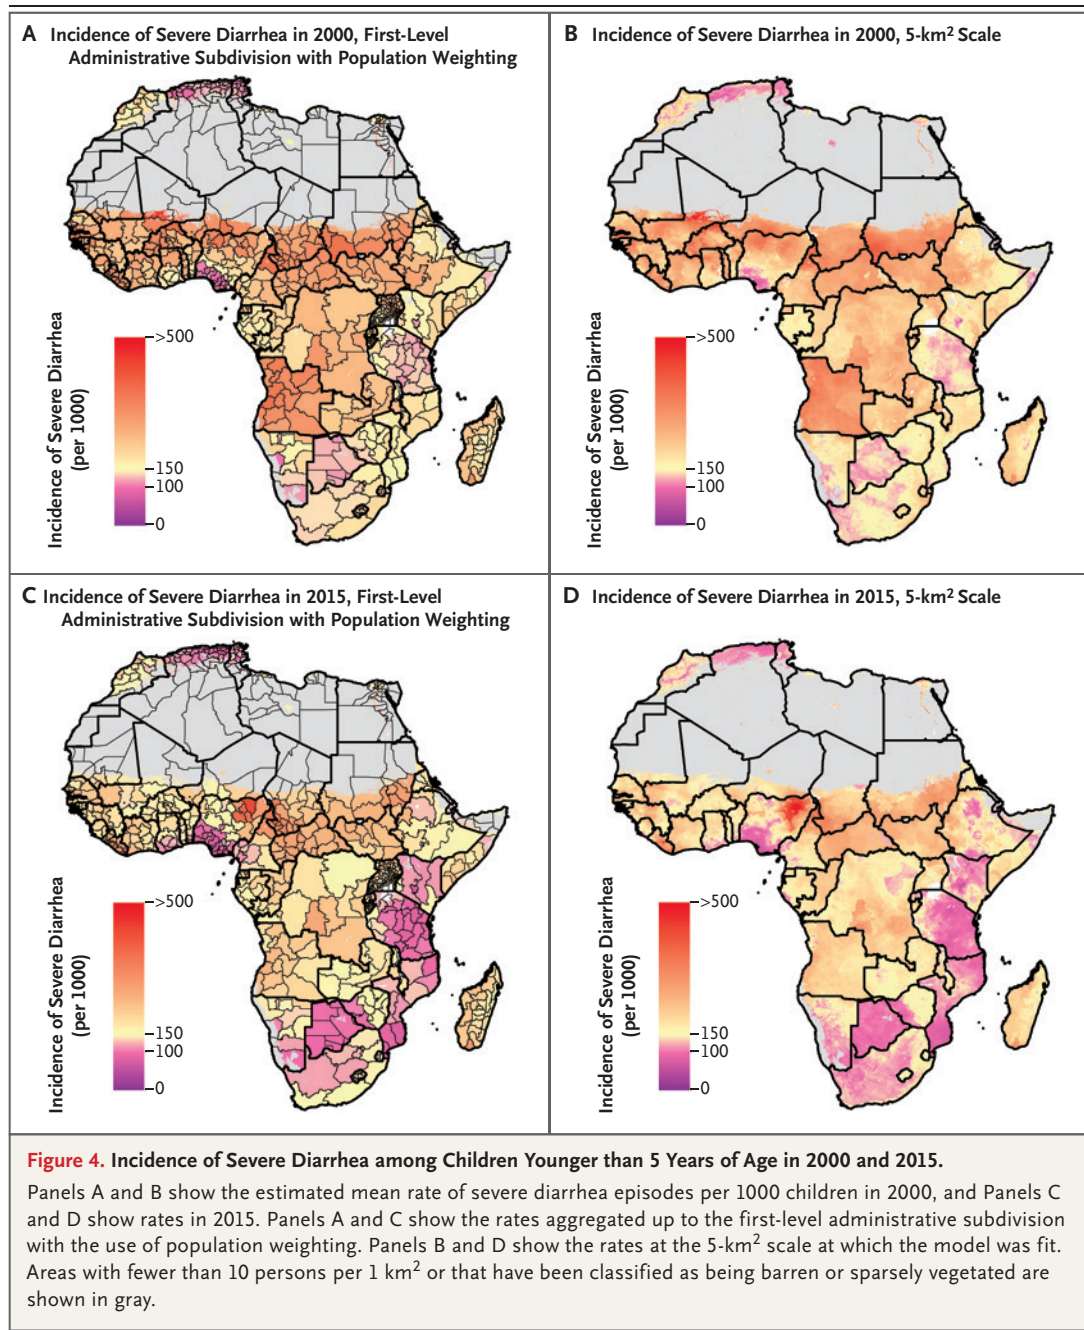 A Incidence of Severe Diarrhea in 2000, First-Level
Administrative Subdivision with Population Weighting
Incidence of Severe Diarrhea
(per 1000)
>500
150
100
0
B Incidence of Severe Diarrhea in 2000, 5-km² Scale
Incidence of Severe Diarrhea
(per 1000)
>500
150
100
0
C Incidence of Severe Diarrhea in 2015, First-Level
Administrative Subdivision with Population Weighting
Incidence of Severe Diarrhea
(per 1000)
>500
150
100
0
D Incidence of Severe Diarrhea in 2015, 5-km² Scale
Incidence of Severe Diarrhea
(per 1000)
>500
150
100
0
Figure 4. Incidence of Severe Diarrhea among Children Younger than 5 Years of Age in 2000 and 2015.
Panels A and B show the estimated mean rate of severe diarrhea episodes per 1000 children in 2000, and Panels C
and D show rates in 2015. Panels A and C show the rates aggregated up to the first-level administrative subdivision
with the use of population weighting. Panels B and D show the rates at the 5-km² scale at which the model was fit.
Areas with fewer than 10 persons per 1 km² or that have been classified as being barren or sparsely vegetated are
shown in gray.